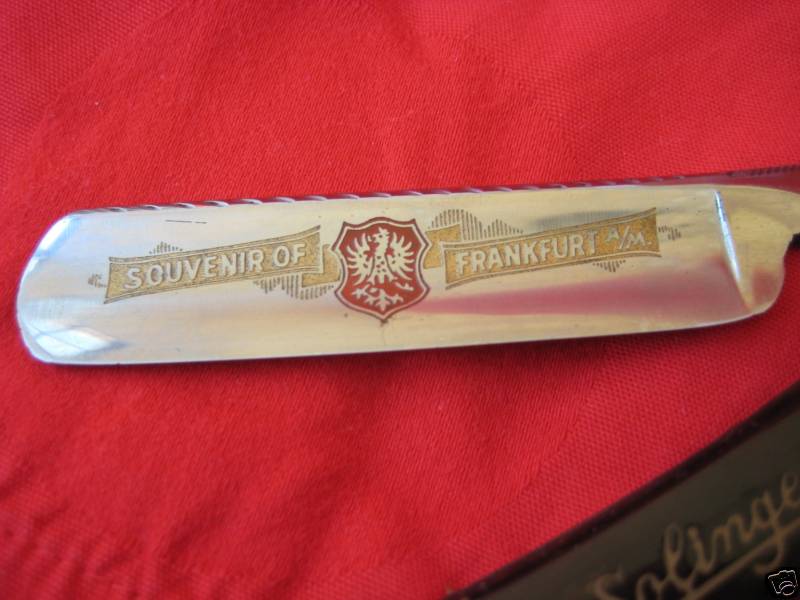 SOUVENIR OF FRANKFURT A/M.
Solinge